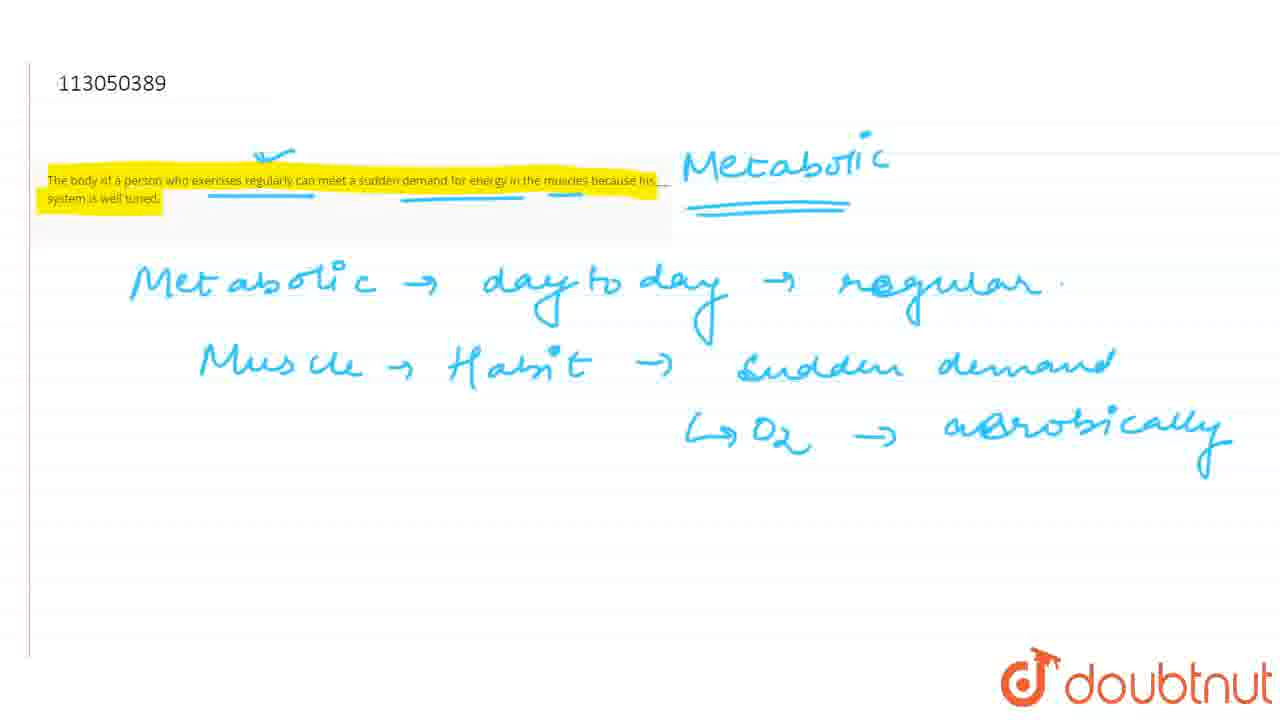 113050389
The body of a person who exercises regularly can meet a sudden demand for energy in the muscles because his __ Metabolic
system is well tuned.
Metabolic → day to day → regular.
Muscle → Habit → Sudden demand
↳ O2 → aerobically
doubtnut